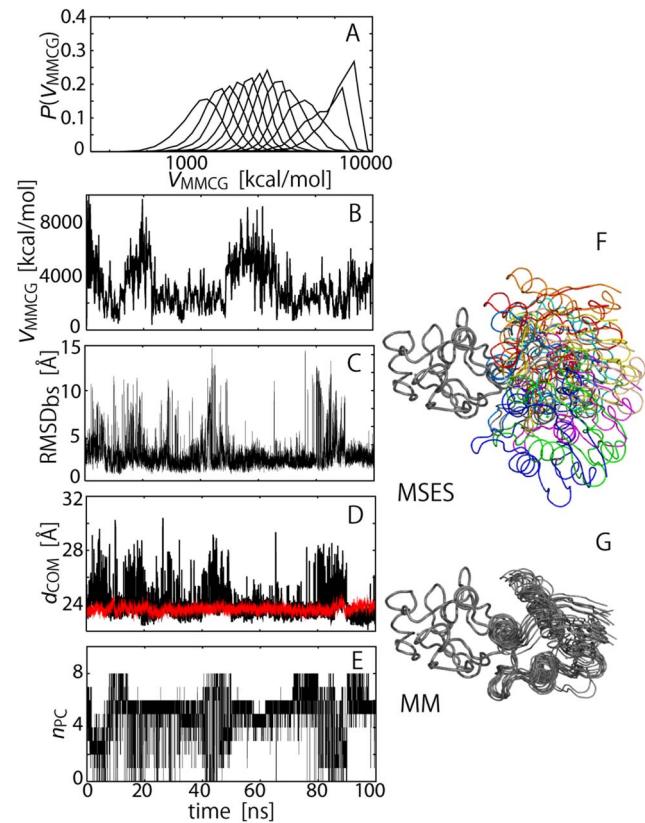 A
P(VMMCG)
0.4
0.3
0.2
0.1
0
1000
10000
VMMCG [kcal/mol]
B
VMMCG [kcal/mol]
8000
4000
0
C
RMSDbs [Å]
15
10
5
0
D
dCOM [Å]
32
28
24
E
nPC
8
4
0
0 20 40 60 80 100
time [ns]
F
MSES
G
MM